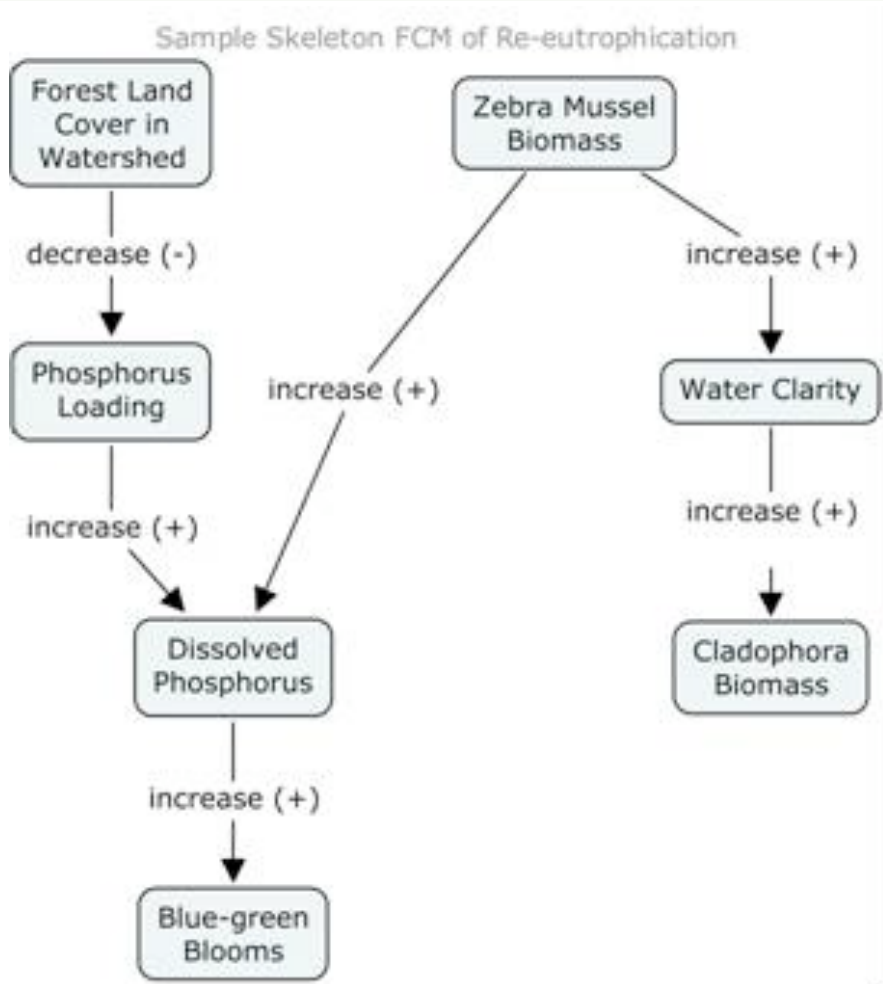 Sample Skeleton FCM of Re-eutrophication
Forest Land
Cover in
Watershed
Zebra Mussel
Biomass
decrease (-)
increase (+)
Phosphorus
Loading
increase (+)
Water Clarity
increase (+)
increase (+)
Dissolved
Phosphorus
Cladophora
Biomass
increase (+)
Blue-green
Blooms